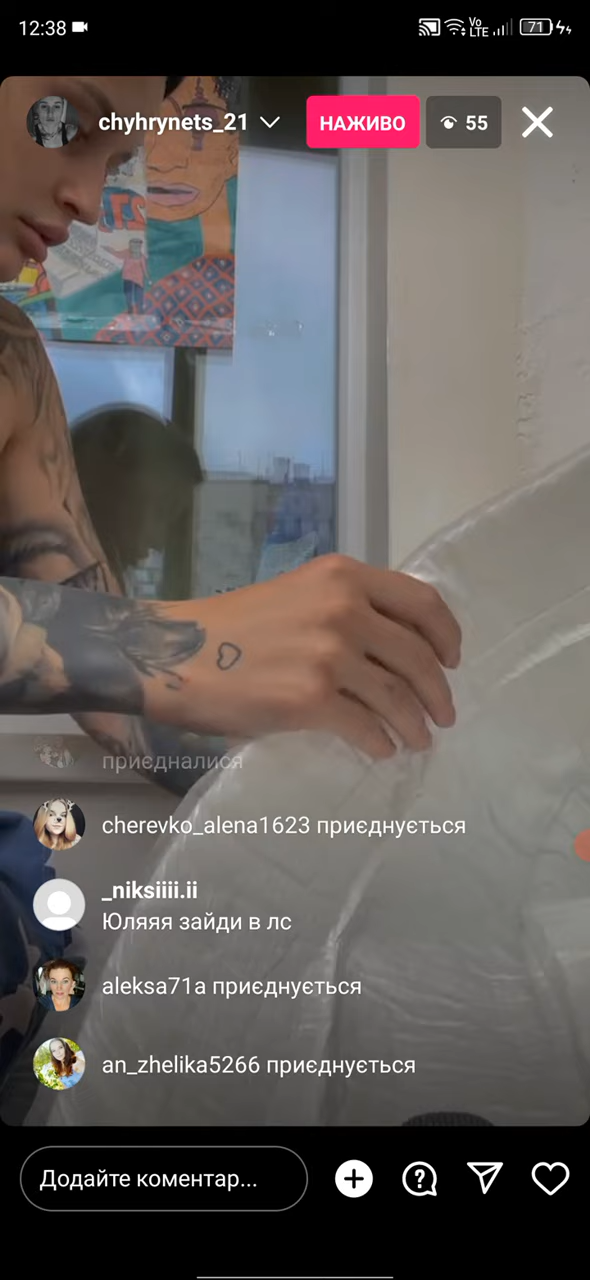 12:38
Vo
LTE
71
chyhrynets_21
НАЖИВО
55
приєдналися
cherevko_alena1623 приєднується
_niksiiii.ii
Юляяя зайди в лс
aleksa71a приєднується
an_zhelika5266 приєднується
Додайте коментар...